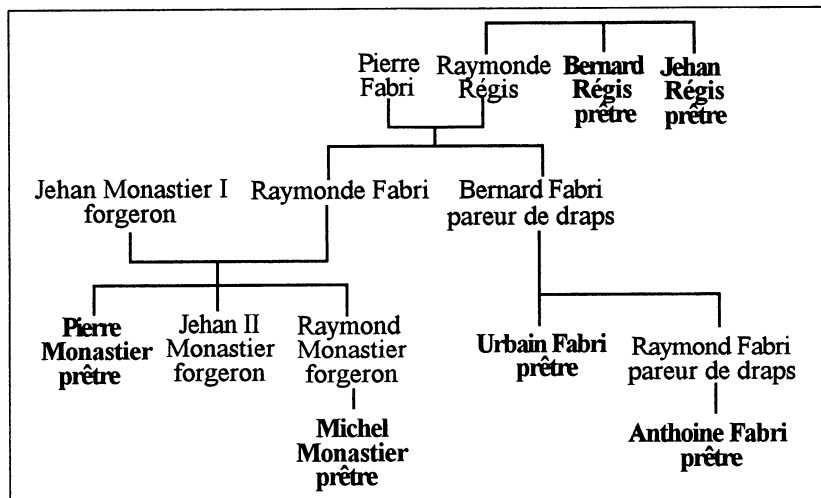 Pierre
Fabri
Raymonde
Régis
Bernard
Régis
prêtre
Jehan
Régis
prêtre
Jehan Monastier I
forgeron
Raymonde Fabri
Bernard Fabri
pareur de draps
Pierre
Monastier
prêtre
Jehan II
Monastier
forgeron
Raymond
Monastier
forgeron
Urbain Fabri
prêtre
Raymond Fabri
pareur de draps
Michel
Monastier
prêtre
Anthoine Fabri
prêtre